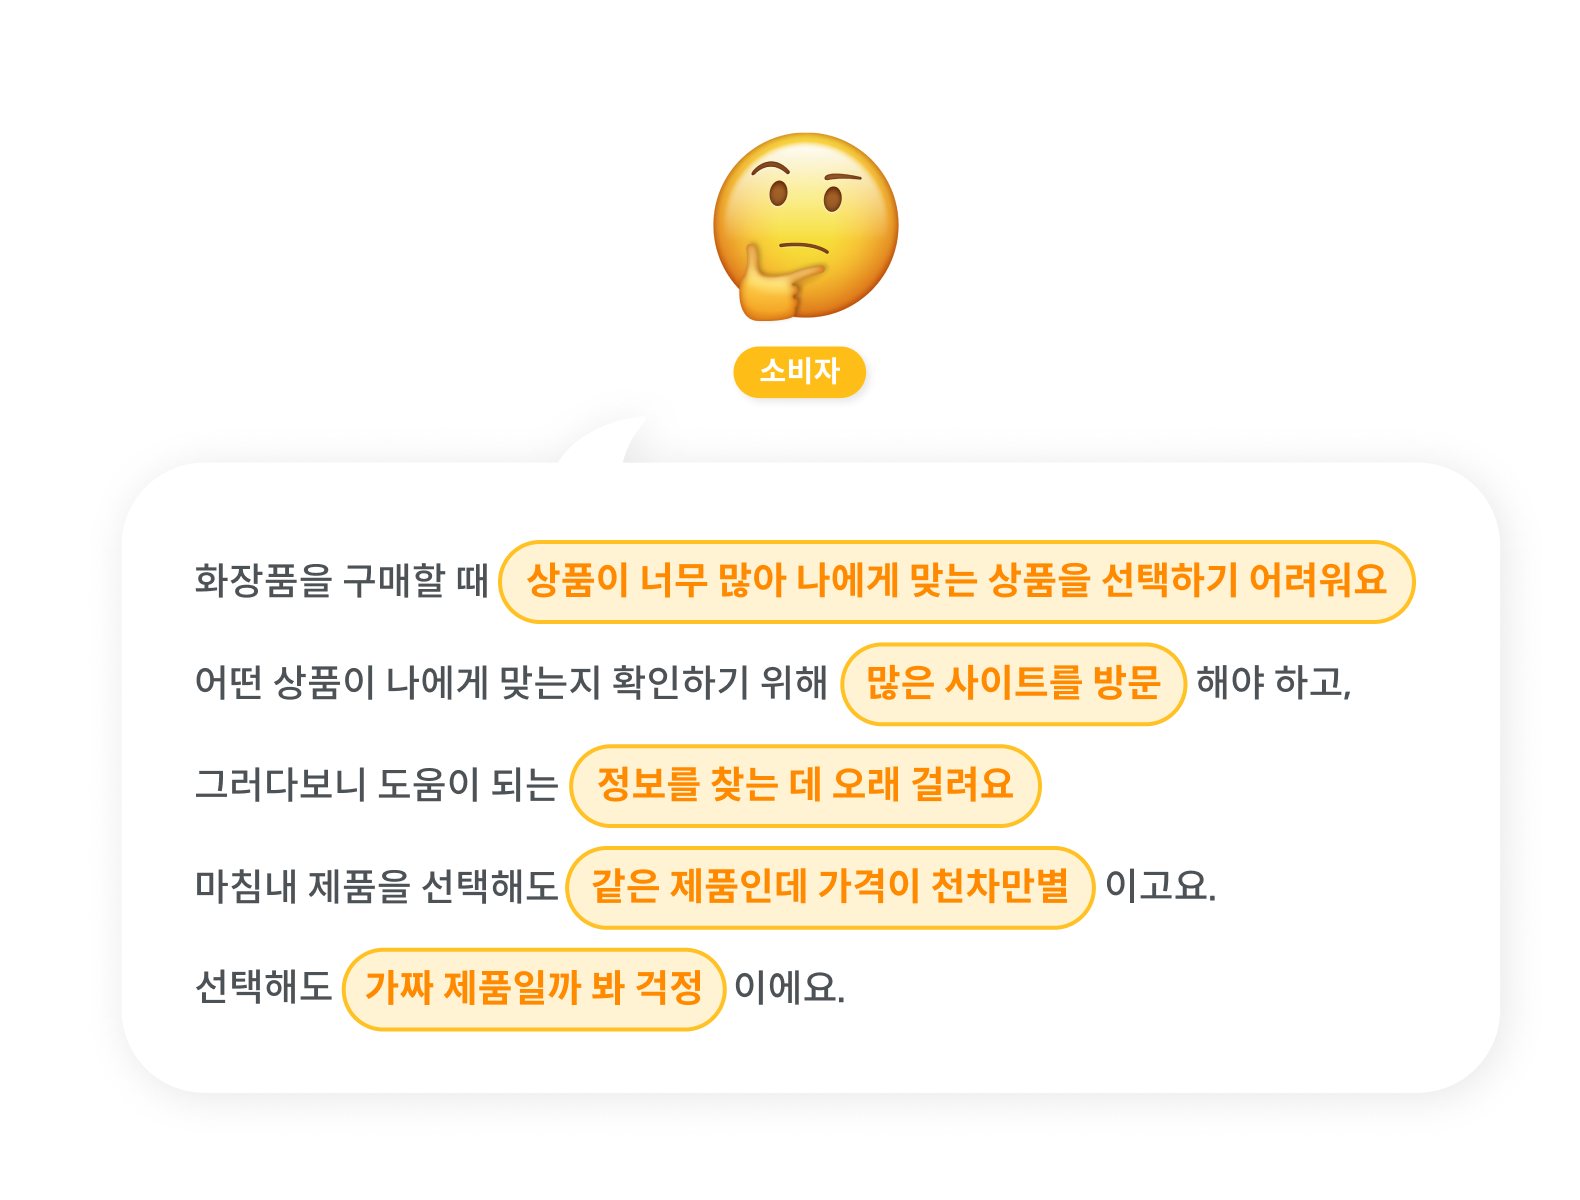 소비자
화장품을 구매할 때 상품이 너무 많아 나에게 맞는 상품을 선택하기 어려워요
어떤 상품이 나에게 맞는지 확인하기 위해 많은 사이트를 방문 해야 하고,
그러다보니 도움이 되는 정보를 찾는 데 오래 걸려요
마침내 제품을 선택해도 같은 제품인데 가격이 천차만별 이고요.
선택해도 가짜 제품일까 봐 걱정 이에요.